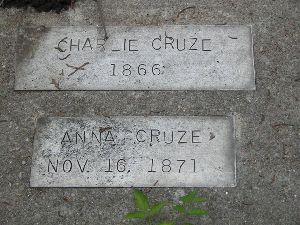 CHARLIE CRUZE
1866
ANNA CRUZE
NOV. 16, 1871